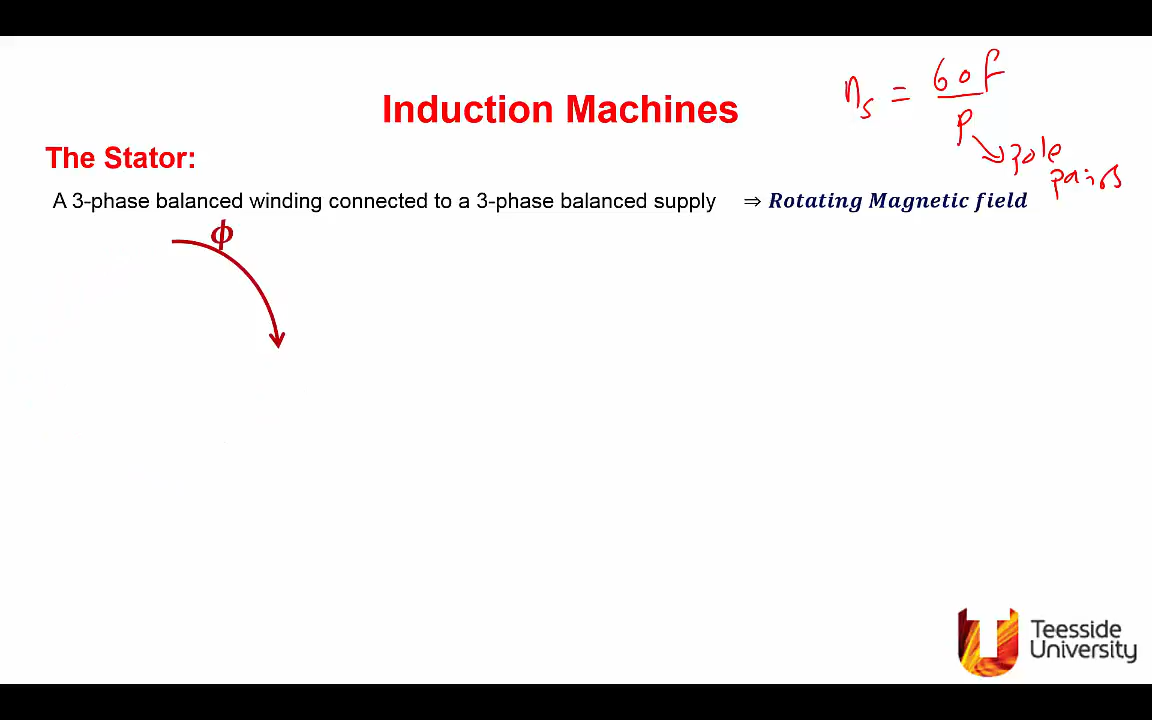 Induction Machines
n_s = 60f / P
pole
pairs
The Stator:
A 3-phase balanced winding connected to a 3-phase balanced supply ⇒ Rotating Magnetic field
ϕ
Teesside
University